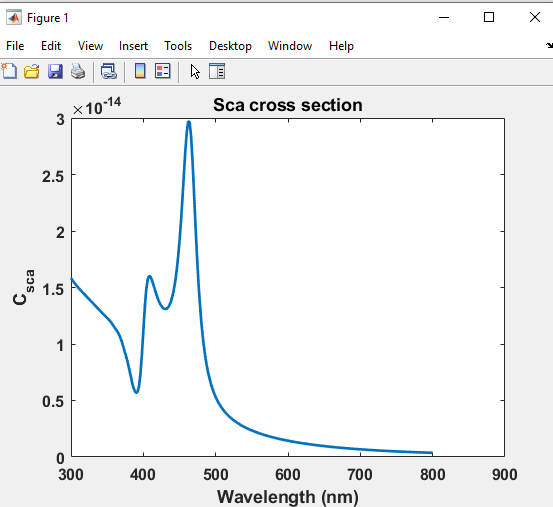 Figure 1
File Edit View Insert Tools Desktop Window Help
×10⁻¹⁴
Sca cross section
3
2.5
2
1.5
1
0.5
0
C_sca
300 400 500 600 700 800 900
Wavelength (nm)